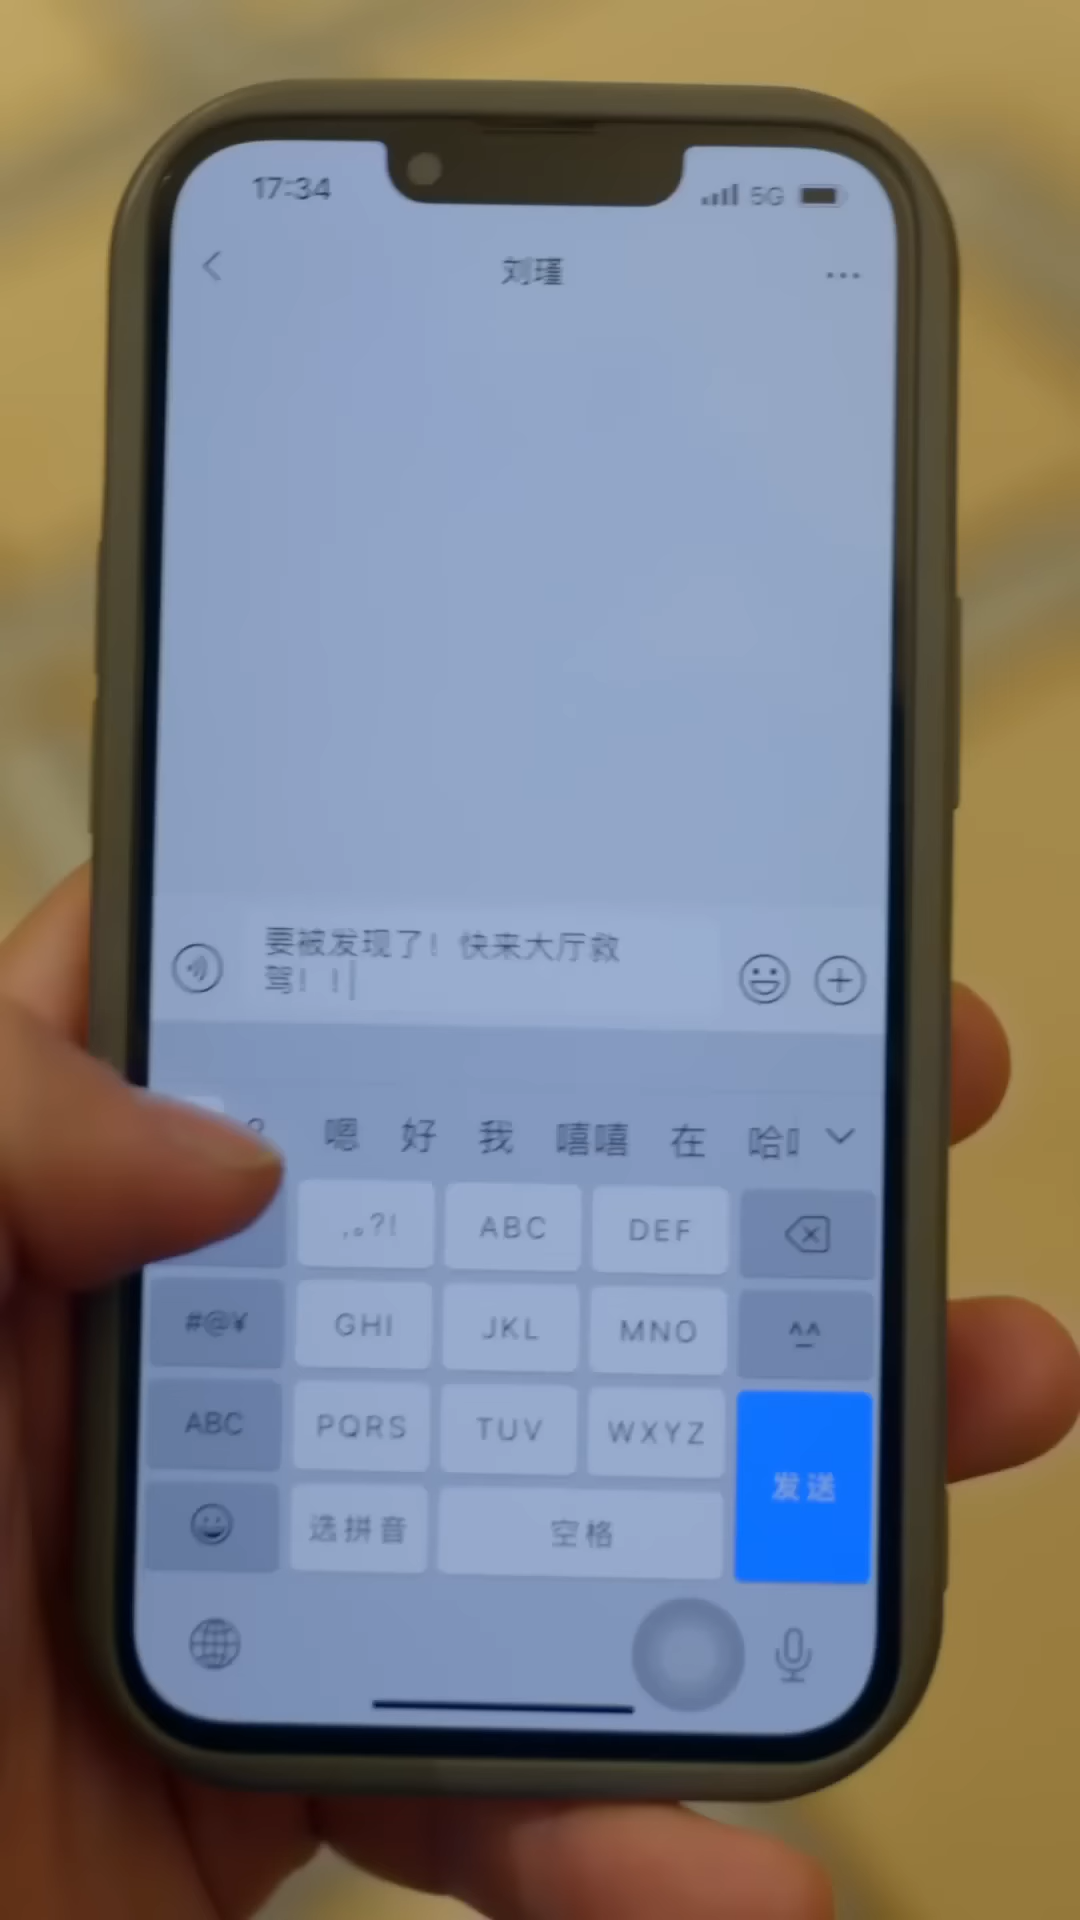 17:34
5G
刘瑾
要被发现了！快来大厅救
驾！！
嗯 好 我 嘻嘻 在
,。?! ABC DEF
#@¥ GHI JKL MNO ^^
ABC PQRS TUV WXYZ
发送
选拼音 空格